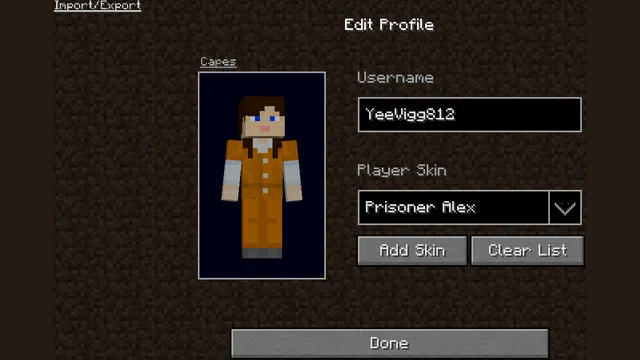 Import/Export
Edit Profile
Capes
Username
YeeVigg812
Player Skin
Prisoner Alex
Add Skin
Clear List
Done